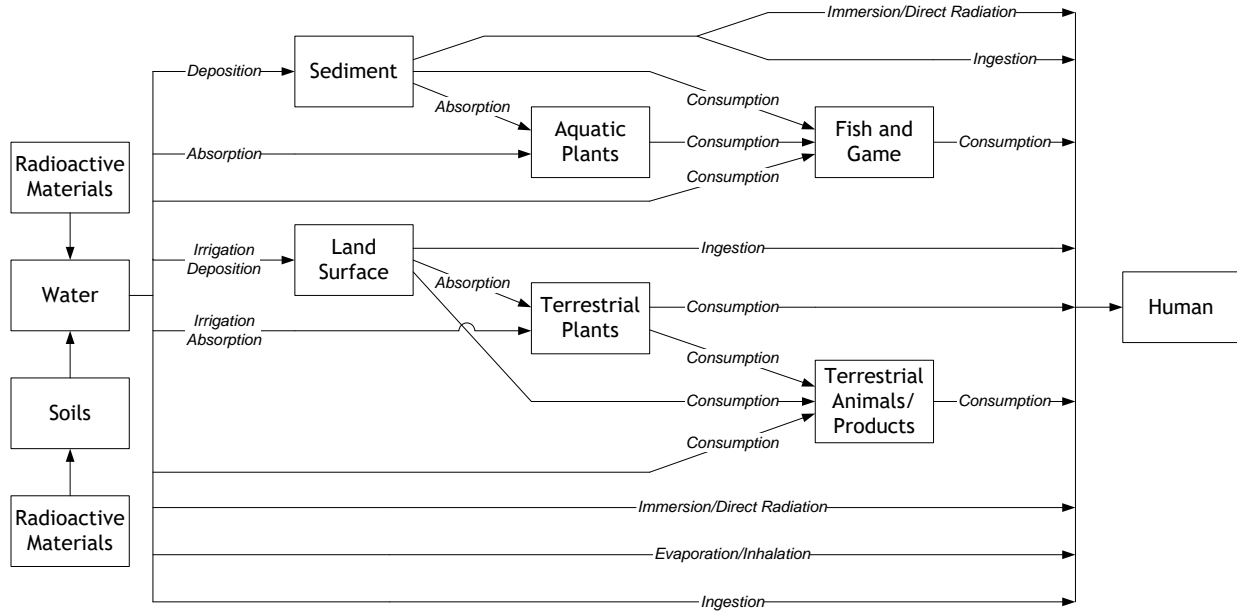 Immersion/Direct Radiation
Ingestion
Deposition
Sediment
Consumption
Absorption
Aquatic
Plants
Consumption
Fish and
Game
Consumption
Absorption
Consumption
Radioactive
Materials
Irrigation
Deposition
Land
Surface
Ingestion
Absorption
Water
Terrestrial
Plants
Consumption
Human
Irrigation
Absorption
Consumption
Soils
Consumption
Terrestrial
Animals/
Products
Consumption
Consumption
Radioactive
Materials
Immersion/Direct Radiation
Evaporation/Inhalation
Ingestion